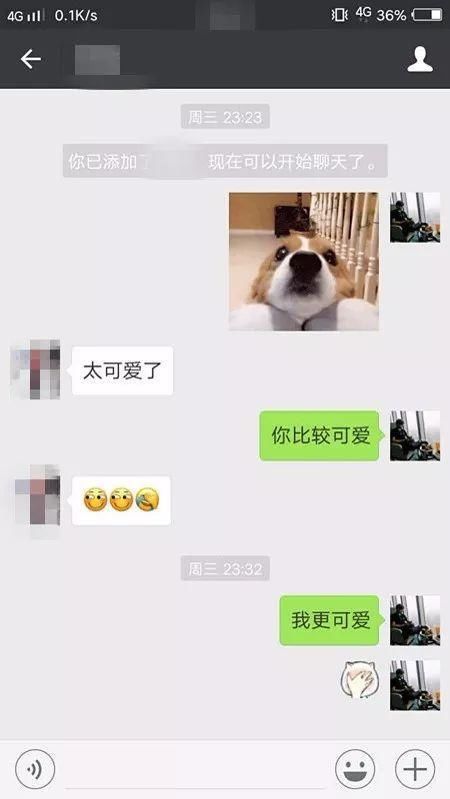 4G 0.1K/s 4G 36%
周三 23:23
你已添加了 现在可以开始聊天了。
太可爱了
你比较可爱
周三 23:32
我更可爱